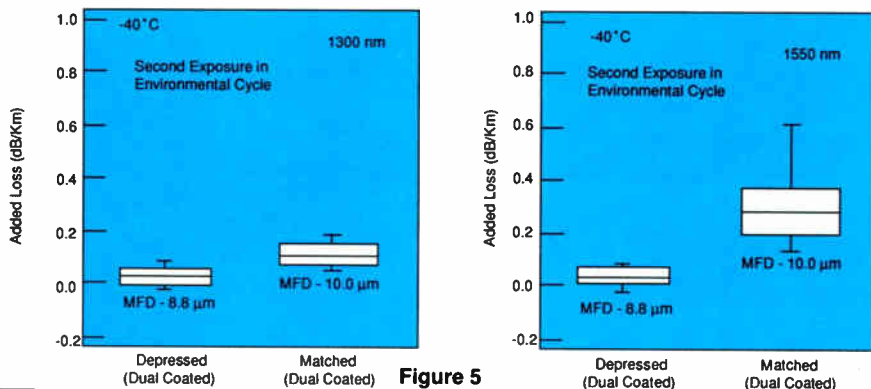 -40°C
1300 nm
Second Exposure in
Environmental Cycle
Added Loss (dB/Km)
1.0
0.8
0.6
0.4
0.2
0.0
-0.2
MFD - 8.8 µm
MFD - 10.0 µm
Depressed
(Dual Coated)
Matched
(Dual Coated)
-40°C
1550 nm
Second Exposure in
Environmental Cycle
Added Loss (dB/Km)
1.0
0.8
0.6
0.4
0.2
0.0
-0.2
MFD - 8.8 µm
MFD - 10.0 µm
Depressed
(Dual Coated)
Matched
(Dual Coated)
Figure 5